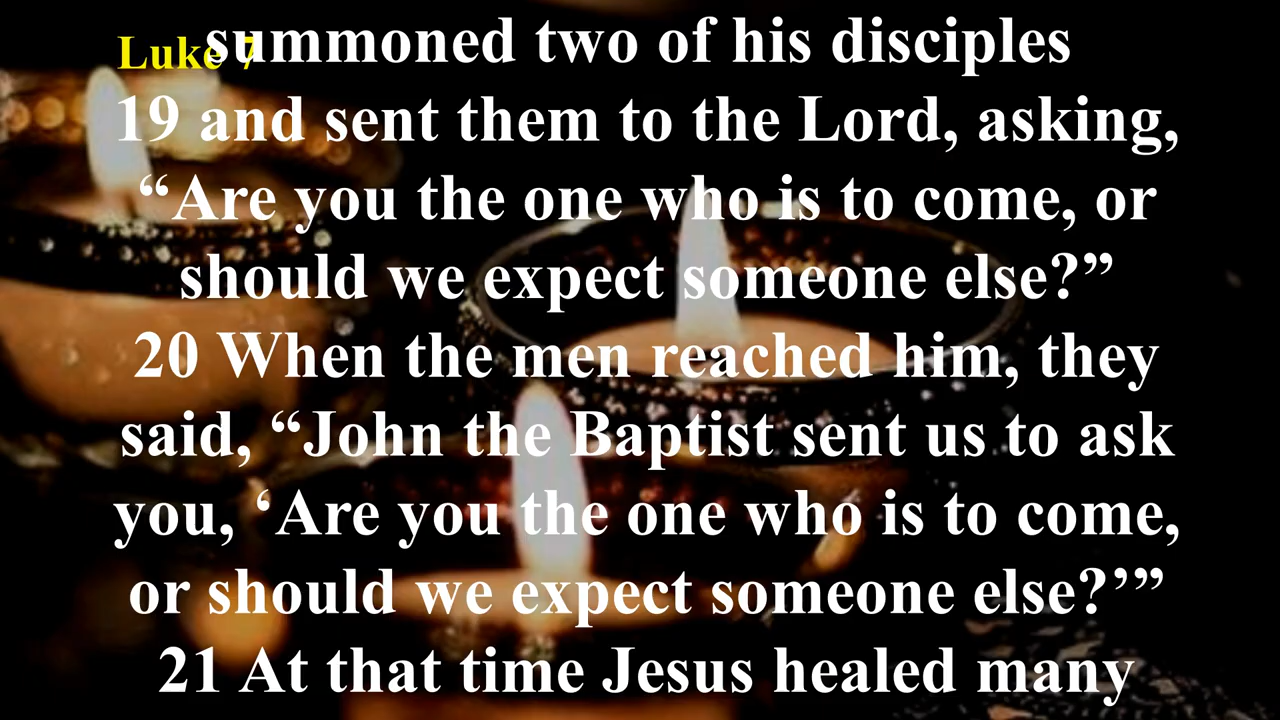 Luke 7
summoned two of his disciples
19 and sent them to the Lord, asking,
“Are you the one who is to come, or
should we expect someone else?”
20 When the men reached him, they
said, “John the Baptist sent us to ask
you, ‘Are you the one who is to come,
or should we expect someone else?’”
21 At that time Jesus healed many